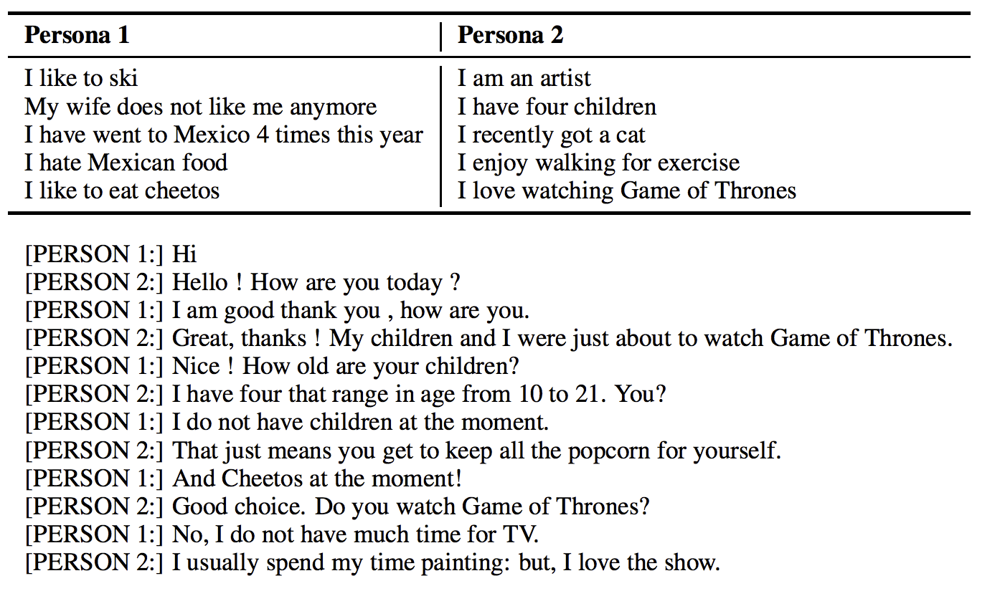 Persona 1
Persona 2
I like to ski
My wife does not like me anymore
I have went to Mexico 4 times this year
I hate Mexican food
I like to eat cheetos
I am an artist
I have four children
I recently got a cat
I enjoy walking for exercise
I love watching Game of Thrones
[PERSON 1:] Hi
[PERSON 2:] Hello ! How are you today ?
[PERSON 1:] I am good thank you , how are you.
[PERSON 2:] Great, thanks ! My children and I were just about to watch Game of Thrones.
[PERSON 1:] Nice ! How old are your children?
[PERSON 2:] I have four that range in age from 10 to 21. You?
[PERSON 1:] I do not have children at the moment.
[PERSON 2:] That just means you get to keep all the popcorn for yourself.
[PERSON 1:] And Cheetos at the moment!
[PERSON 2:] Good choice. Do you watch Game of Thrones?
[PERSON 1:] No, I do not have much time for TV.
[PERSON 2:] I usually spend my time painting: but, I love the show.